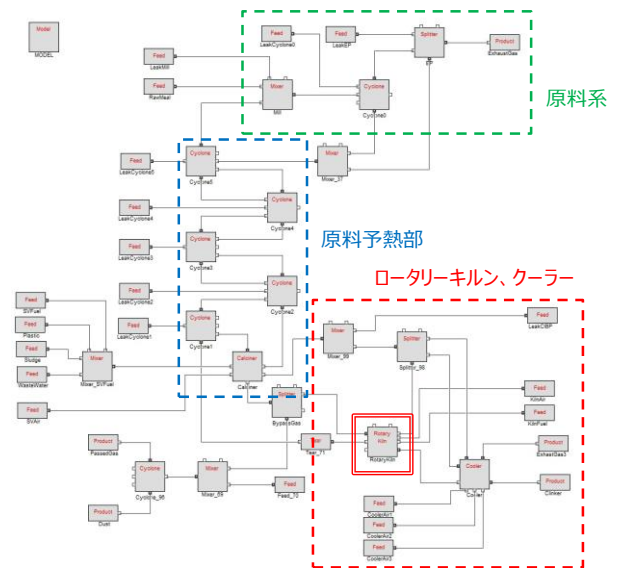 Model
MODEL
Feed
LeakCyclone0
Feed
LeakEP
Splitter
EP
Product
ExhaustGas
Feed
LeakMill
Feed
RawMeal
Mixer
Mill
Cyclone
Cyclone0
原料系
Cyclone
Cyclone5
Mixer
Mixer_37
Feed
LeakCyclone5
Feed
LeakCyclone4
Cyclone
Cyclone4
原料予熱部
Feed
LeakCyclone3
Cyclone
Cyclone3
ロータリーキルン、クーラー
Feed
LeakCyclone2
Cyclone
Cyclone2
Feed
SVFuel
Feed
Plastic
Feed
Sludge
Feed
WasteWater
Feed
SVAir
Feed
LeakCyclone1
Cyclone
Cyclone1
Mixer
Mixer_SVFuel
Calciner
Calciner
Mixer
Mixer_99
Feed
Splitter
Splitter_98
Splitter
BypassGas
Feed
KilnAir
Feed
KilnFuel
Tear
Tear_71
Rotary
Kiln
RotaryKiln
Product
PassedGas
Cyclone
Cyclone_96
Mixer
Feed
Feed_70
Product
Dust
Cooler
Cooler
Product
ExhaustGas3
Product
Clinker
Feed
CoolerAir1
Feed
CoolerAir2
Feed
CoolerAir3